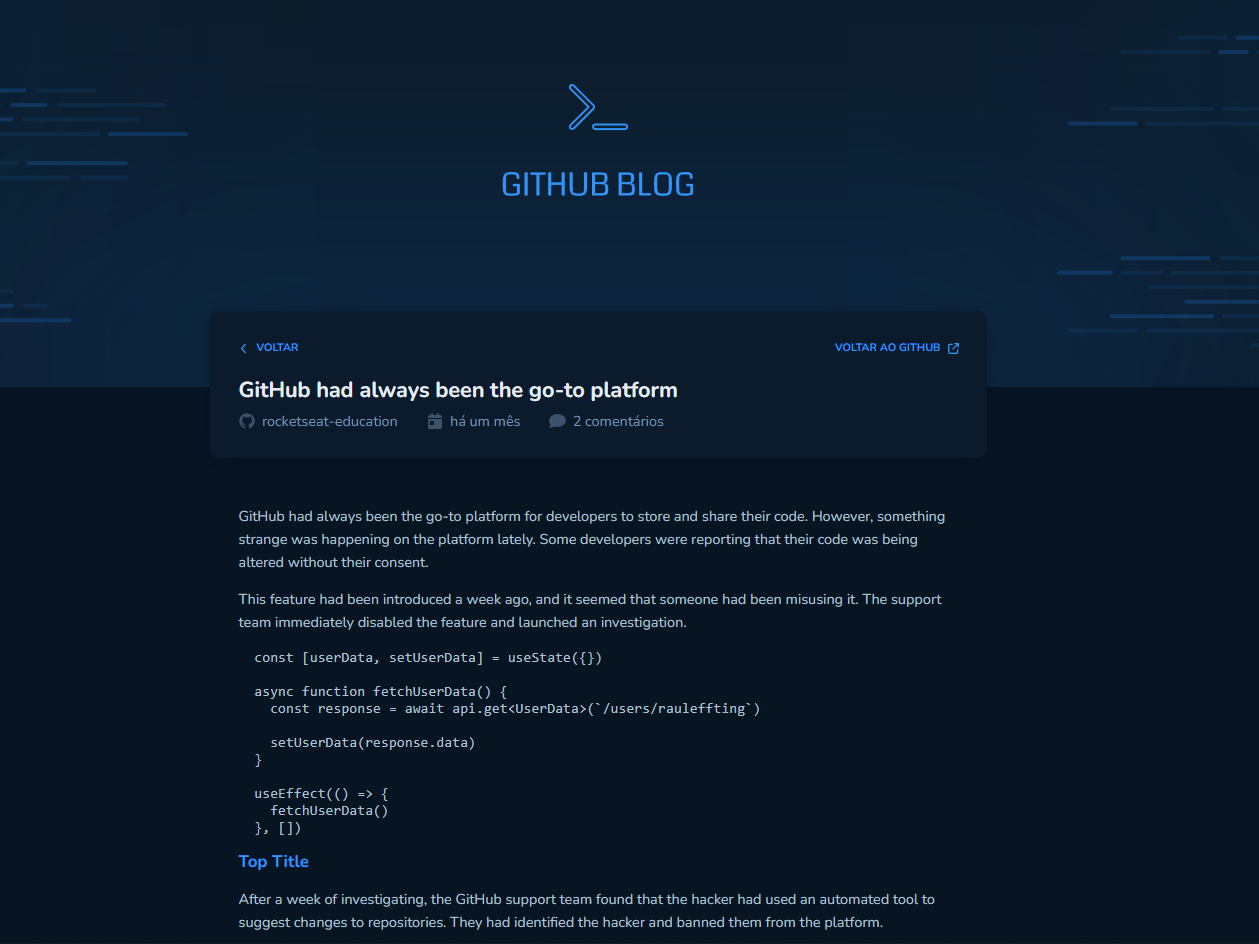 GITHUB BLOG
VOLTAR
VOLTAR AO GITHUB
GitHub had always been the go-to platform
rocketseat-education
há um mês
2 comentários
GitHub had always been the go-to platform for developers to store and share their code. However, something
strange was happening on the platform lately. Some developers were reporting that their code was being
altered without their consent.
This feature had been introduced a week ago, and it seemed that someone had been misusing it. The support
team immediately disabled the feature and launched an investigation.
const [userData, setUserData] = useState({})
async function fetchUserData() {
const response = await api.get<UserData>(`/users/rauleffting`)
setUserData(response.data)
}
useEffect(() => {
fetchUserData()
}, [])
Top Title
After a week of investigating, the GitHub support team found that the hacker had used an automated tool to
suggest changes to repositories. They had identified the hacker and banned them from the platform.